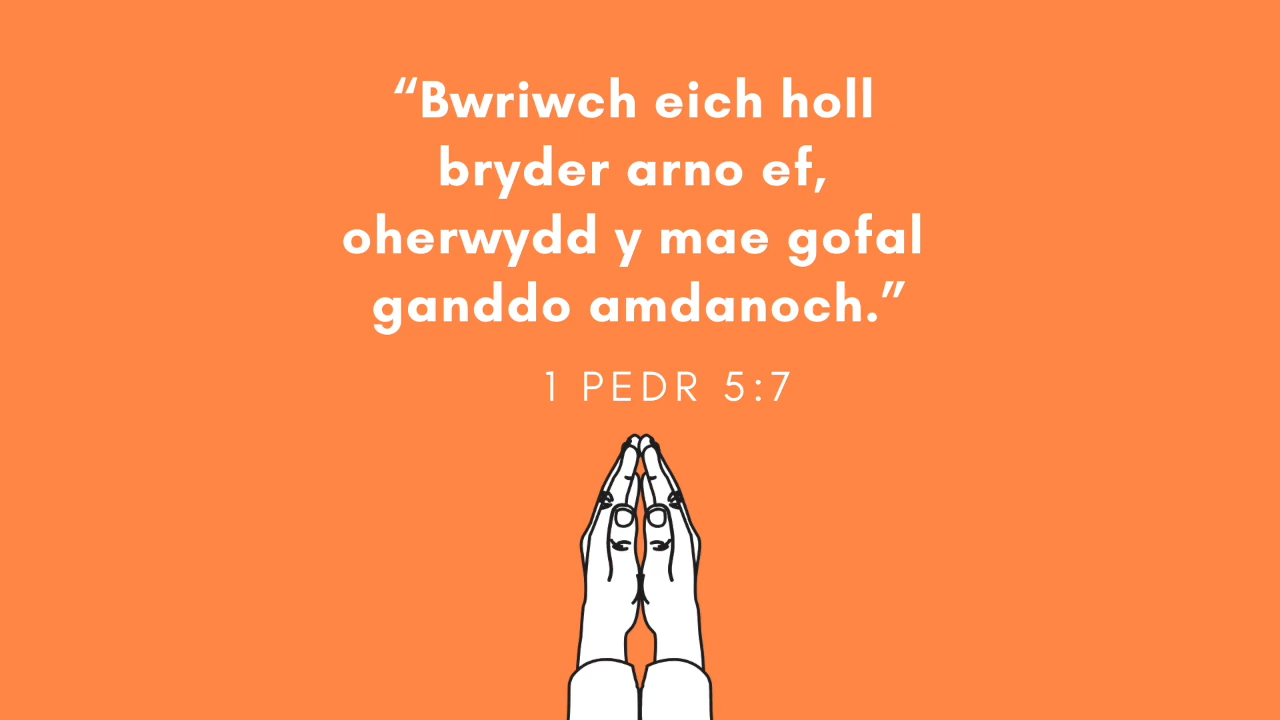 “Bwriwch eich holl
bryder arno ef,
oherwydd y mae gofal
ganddo amdanoch.”
1 PEDR 5:7